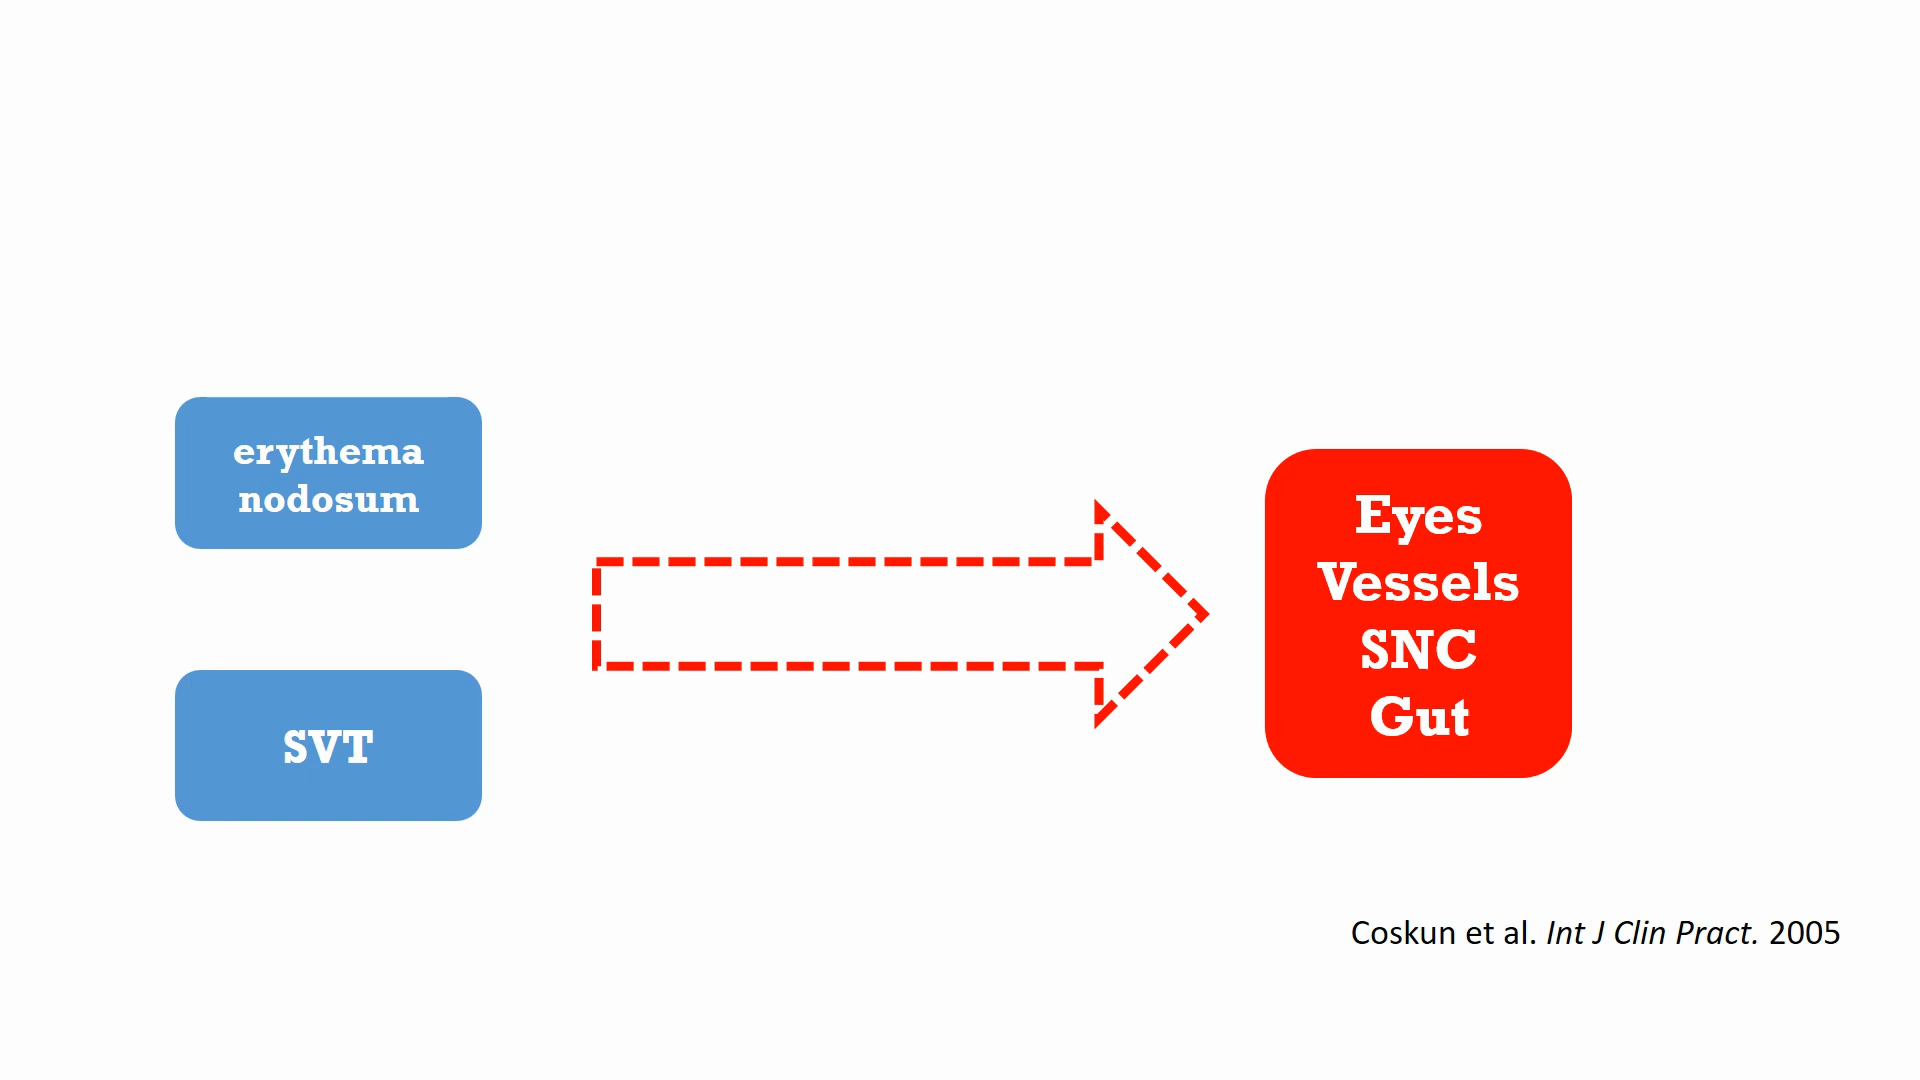 erythema
nodosum
SVT
Eyes
Vessels
SNC
Gut
Coskun et al. Int J Clin Pract. 2005